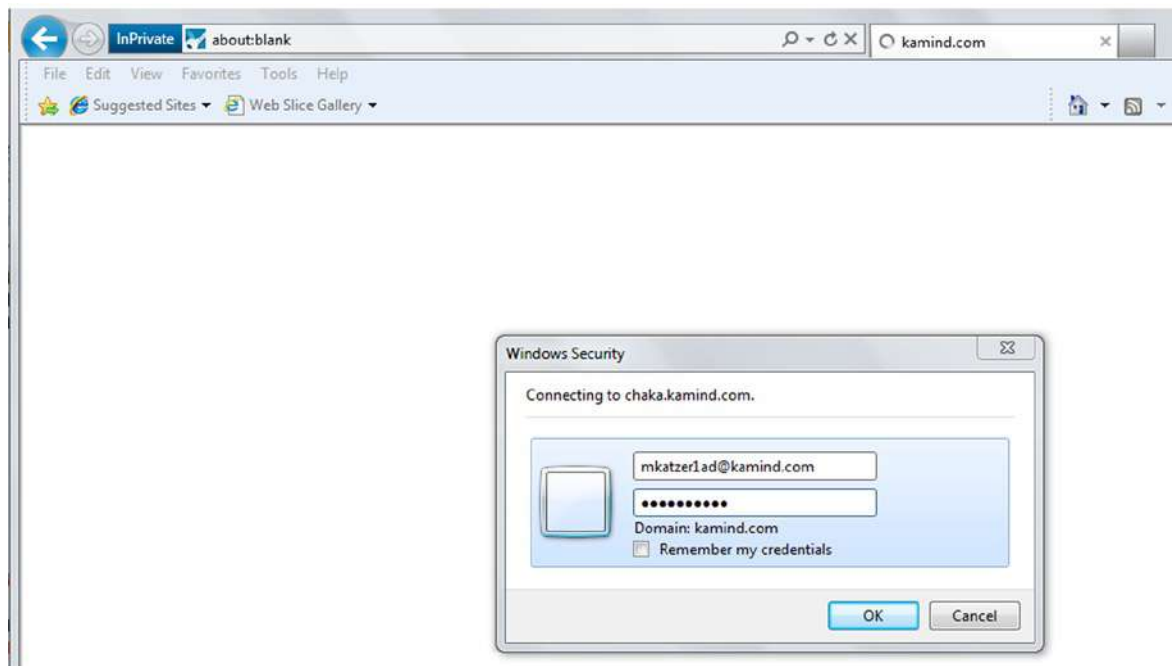 InPrivate about:blank kamind.com
File Edit View Favorites Tools Help
Suggested Sites Web Slice Gallery
Windows Security
Connecting to chaka.kamind.com.
mkatzer1ad@kamind.com
••••••••••
Domain: kamind.com
Remember my credentials
OK Cancel